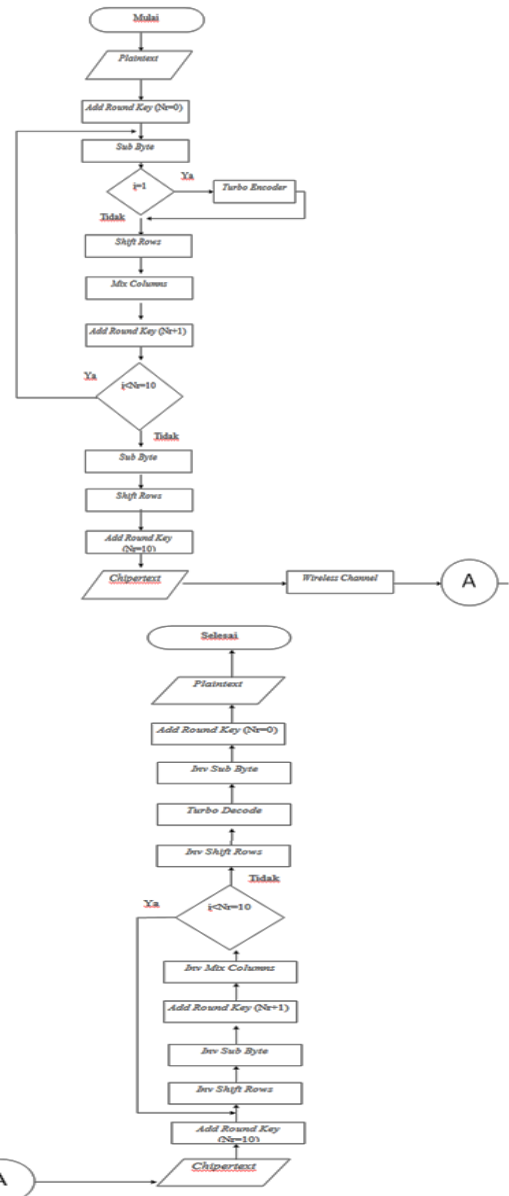 Mulai
Plaintext
Add Round Key (Nr=0)
Sub Byte
i=1
Ya
Turbo Encoder
Tidak
Shift Rows
Mix Columns
Add Round Key (Nr+1)
Ya
i<Nr=10
Tidak
Sub Byte
Shift Rows
Add Round Key
(Nr=10)
Chipertext
Wireless Channel
A
Selesai
Plaintext
Add Round Key (Nr=0)
Inv Sub Byte
Turbo Decode
Inv Shift Rows
Tidak
Ya
i<Nr=10
Inv Mix Columns
Add Round Key (Nr+1)
Inv Sub Byte
Inv Shift Rows
Add Round Key
(Nr=10)
Chipertext
A